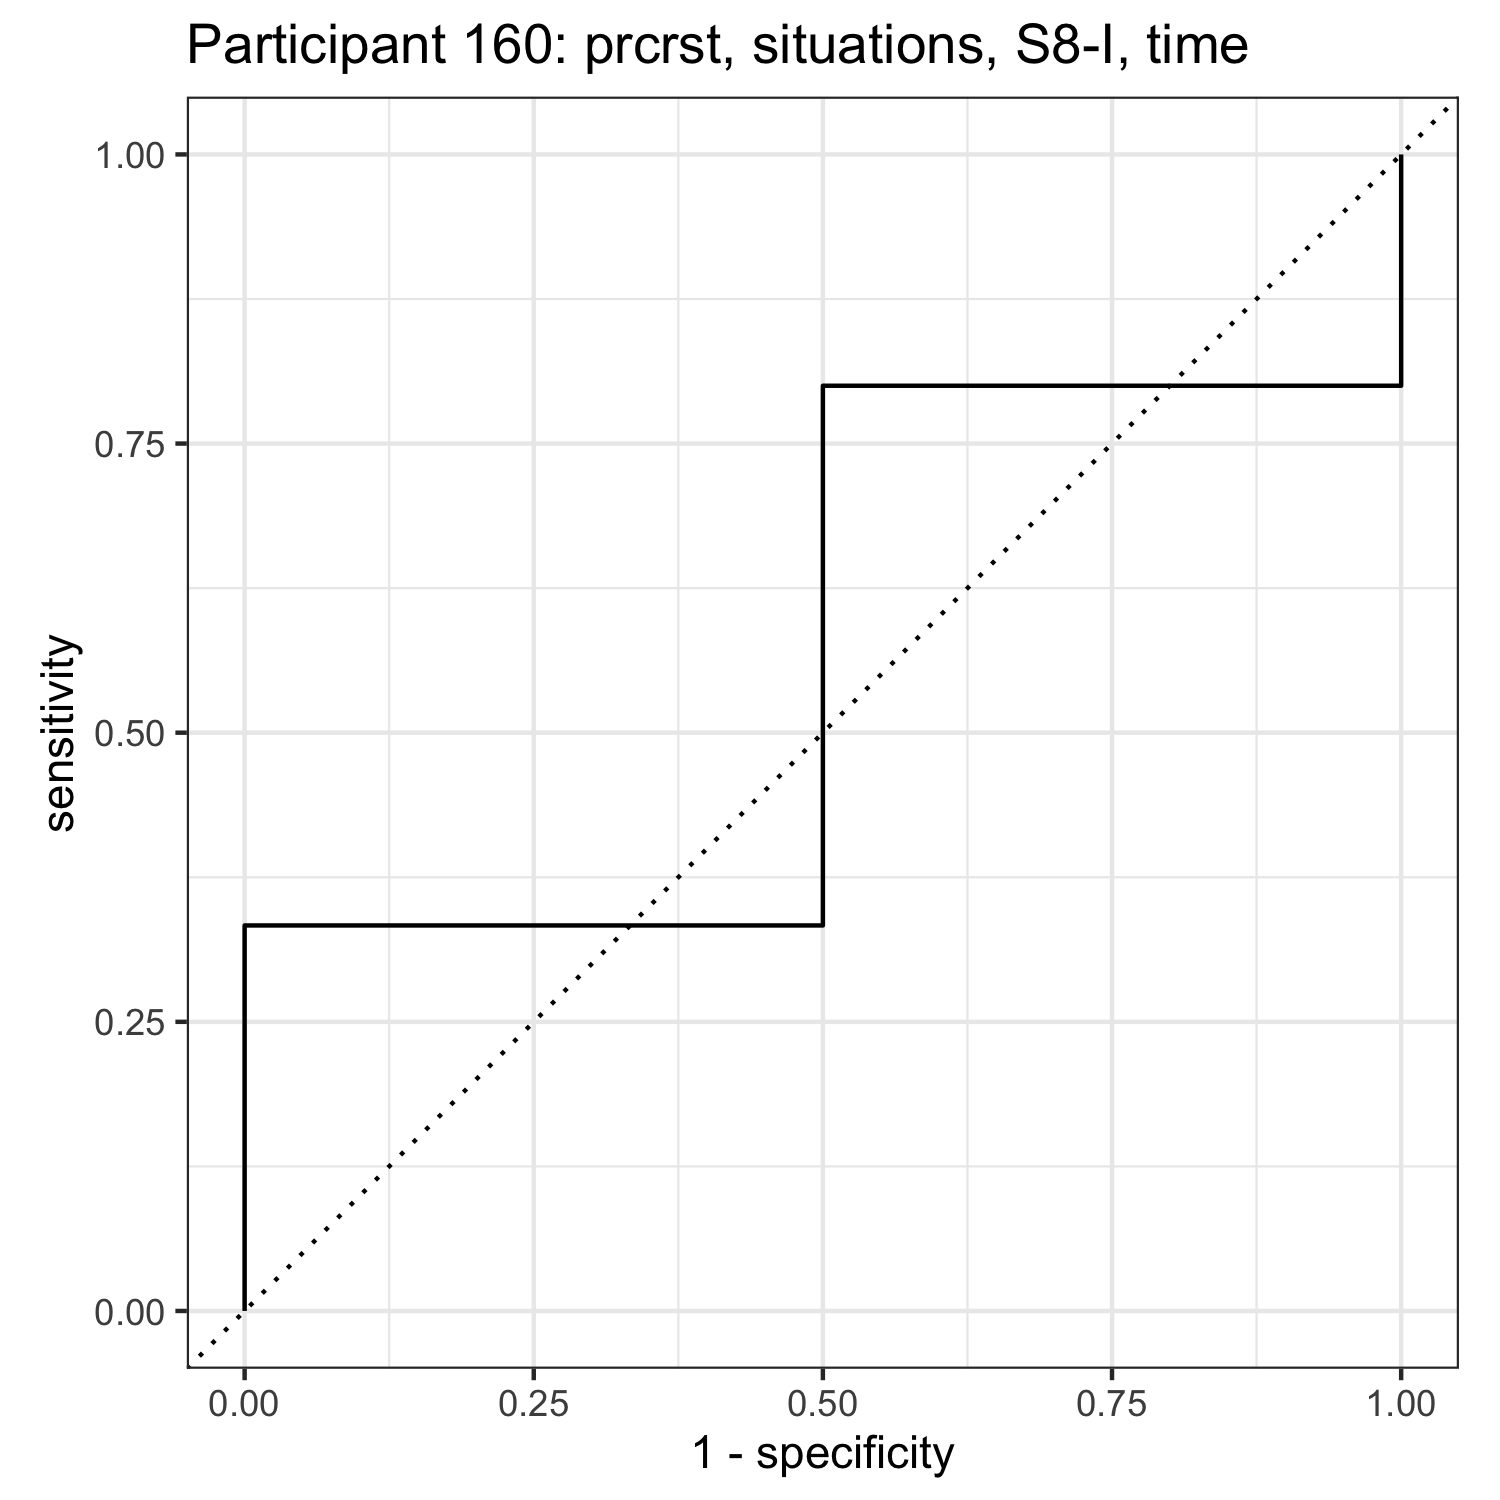 Participant 160: prcrst, situations, S8-I, time
1.00
0.75
0.50
0.25
0.00
sensitivity
0.00 0.25 0.50 0.75 1.00
1 - specificity